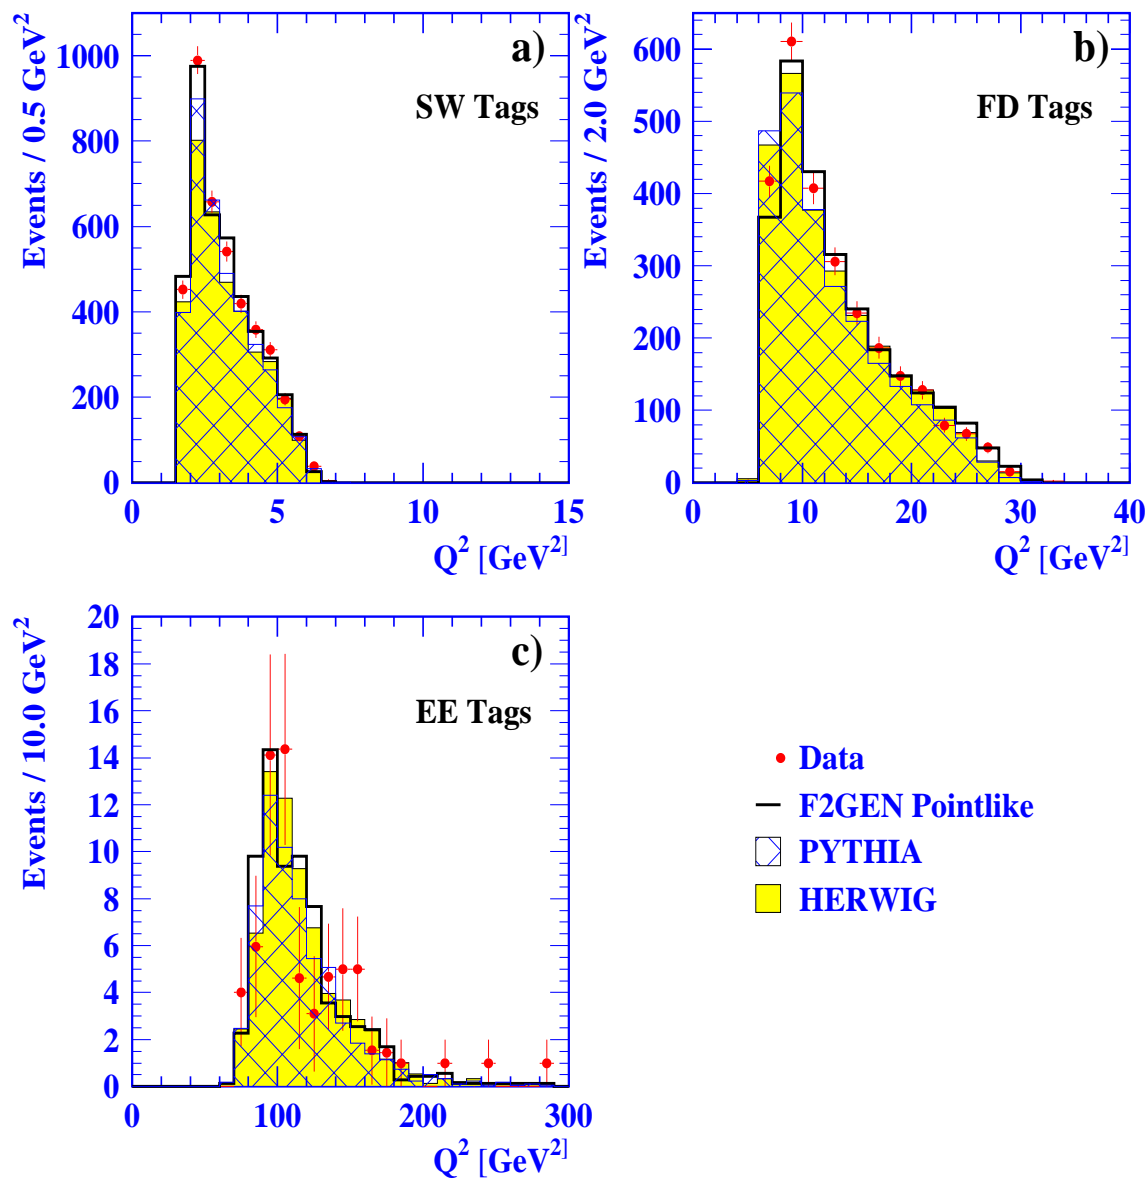 a)
SW Tags
Events / 0.5 GeV²
1000
800
600
400
200
0
0 5 10 15
Q² [GeV²]
b)
FD Tags
Events / 2.0 GeV²
600
500
400
300
200
100
0
0 10 20 30 40
Q² [GeV²]
c)
EE Tags
Events / 10.0 GeV²
20
18
16
14
12
10
8
6
4
2
0
0 100 200 300
Q² [GeV²]
Data
F2GEN Pointlike
PYTHIA
HERWIG